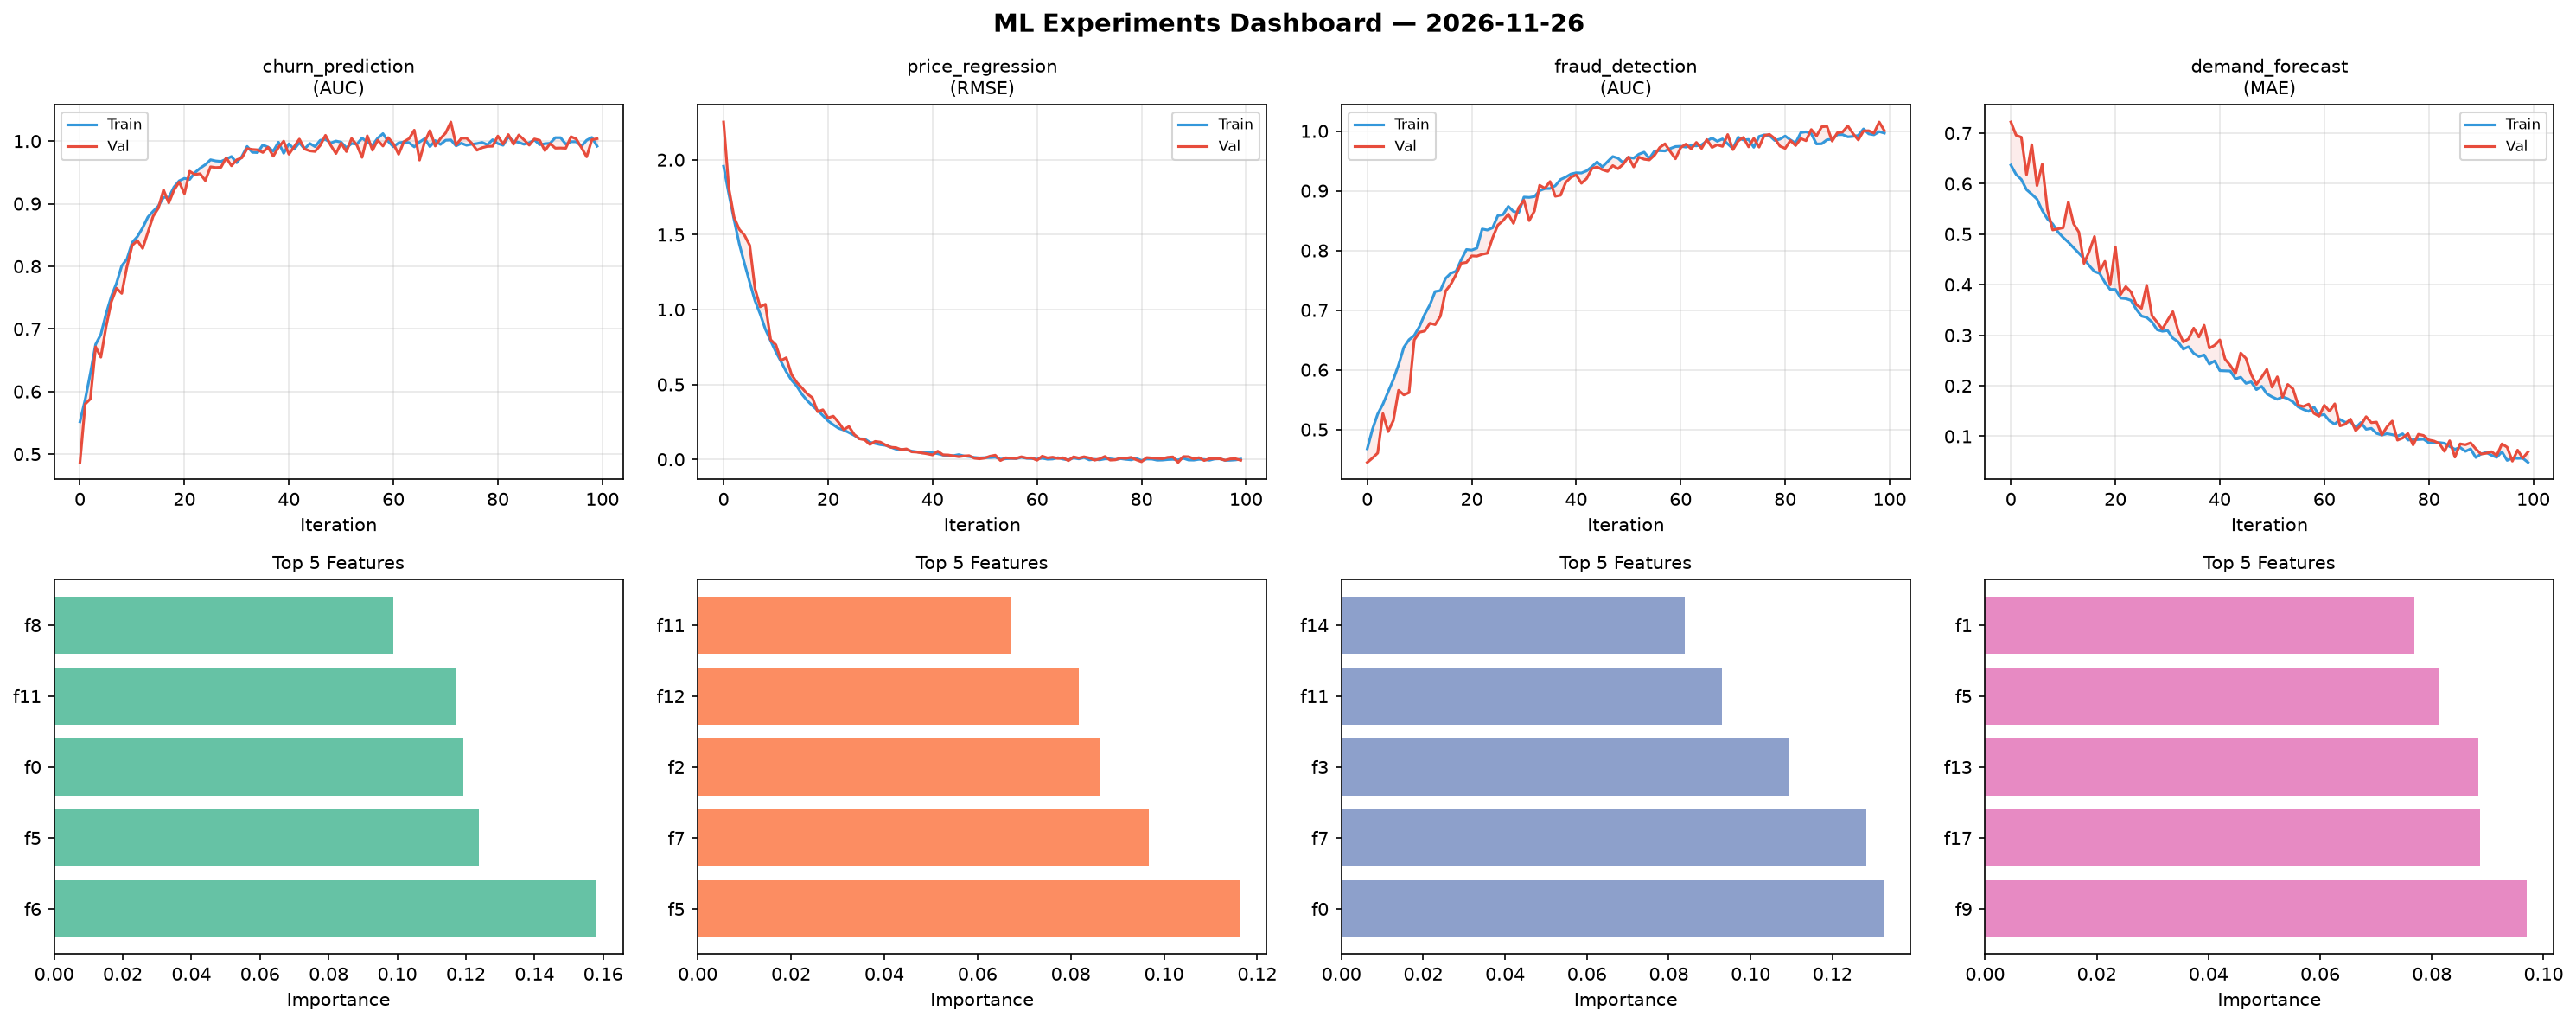 ML Experiments Dashboard — 2026-11-26
churn_prediction
(AUC)
Train
Val
1.0
0.9
0.8
0.7
0.6
0.5
0 20 40 60 80 100
Iteration
price_regression
(RMSE)
Train
Val
2.0
1.5
1.0
0.5
0.0
0 20 40 60 80 100
Iteration
fraud_detection
(AUC)
Train
Val
1.0
0.9
0.8
0.7
0.6
0.5
0 20 40 60 80 100
Iteration
demand_forecast
(MAE)
Train
Val
0.7
0.6
0.5
0.4
0.3
0.2
0.1
0 20 40 60 80 100
Iteration
Top 5 Features
f8
f11
f0
f5
f6
0.00 0.02 0.04 0.06 0.08 0.10 0.12 0.14 0.16
Importance
Top 5 Features
f11
f12
f2
f7
f5
0.00 0.02 0.04 0.06 0.08 0.10 0.12
Importance
Top 5 Features
f14
f11
f3
f7
f0
0.00 0.02 0.04 0.06 0.08 0.10 0.12
Importance
Top 5 Features
f1
f5
f13
f17
f9
0.00 0.02 0.04 0.06 0.08 0.10
Importance